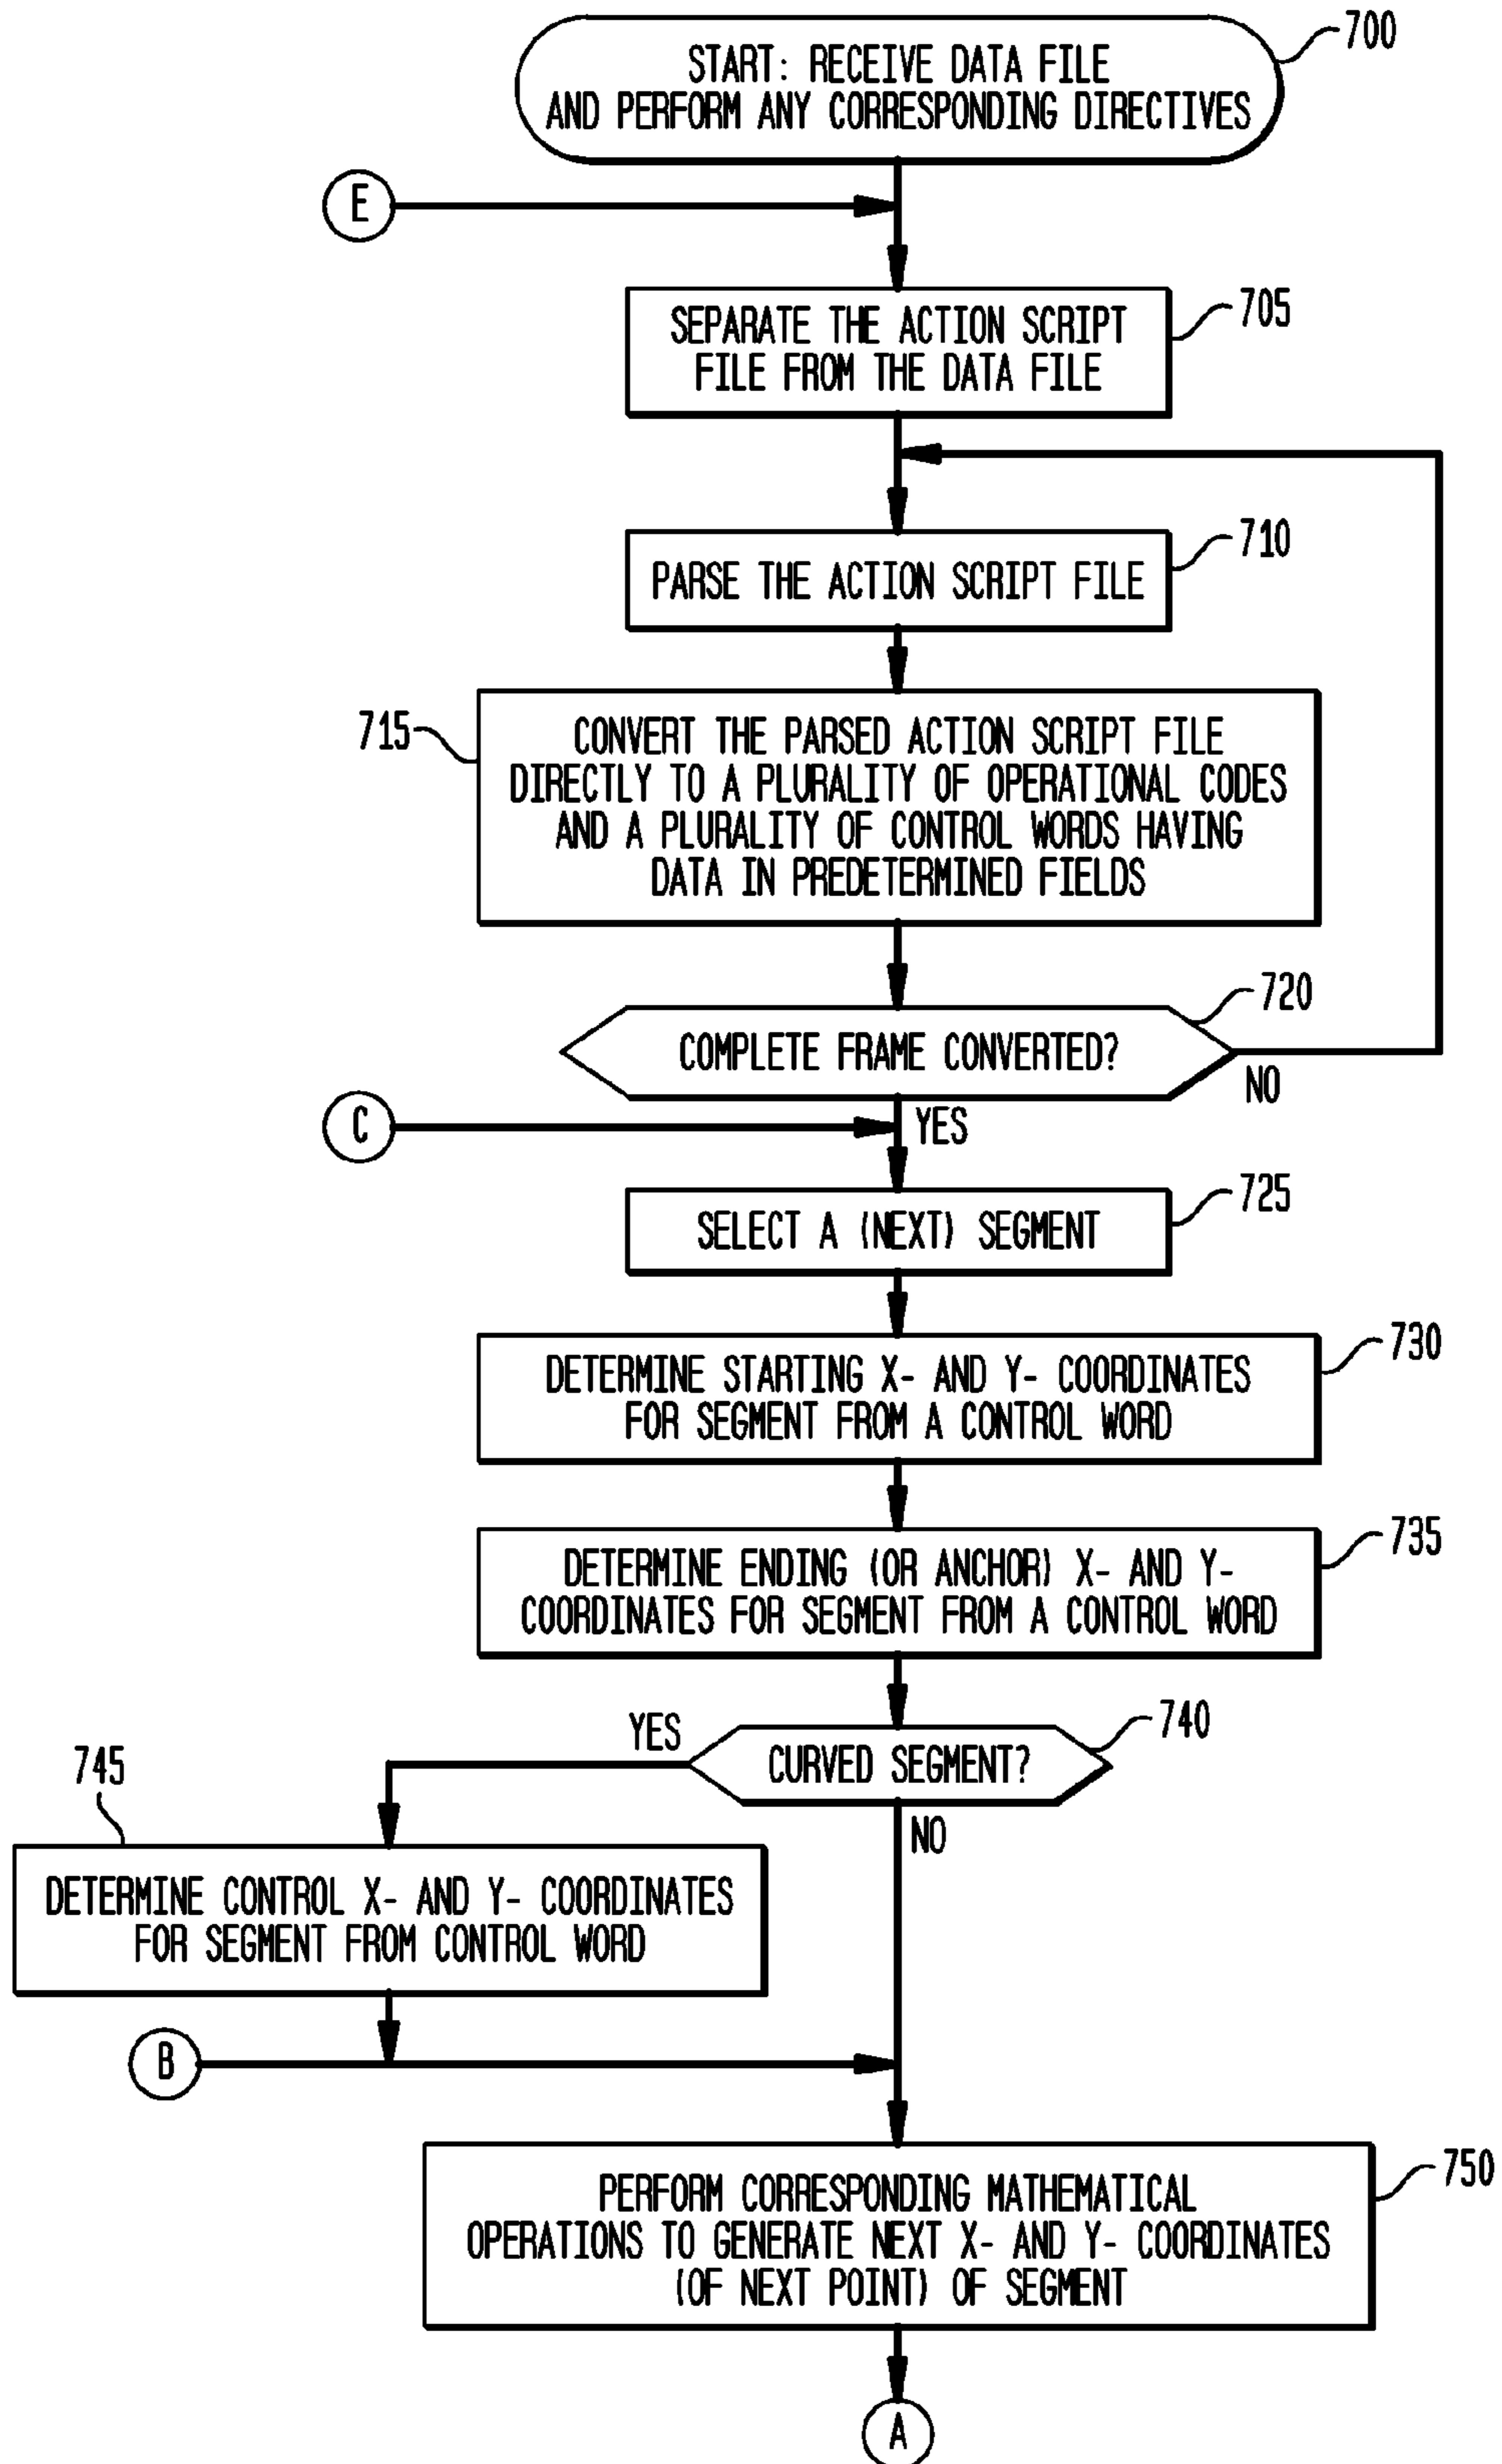 700
START: RECEIVE DATA FILE
AND PERFORM ANY CORRESPONDING DIRECTIVES
E
705
SEPARATE THE ACTION SCRIPT
FILE FROM THE DATA FILE
710
PARSE THE ACTION SCRIPT FILE
715
CONVERT THE PARSED ACTION SCRIPT FILE
DIRECTLY TO A PLURALITY OF OPERATIONAL CODES
AND A PLURALITY OF CONTROL WORDS HAVING
DATA IN PREDETERMINED FIELDS
720
COMPLETE FRAME CONVERTED?
NO
C
YES
725
SELECT A (NEXT) SEGMENT
730
DETERMINE STARTING X- AND Y- COORDINATES
FOR SEGMENT FROM A CONTROL WORD
735
DETERMINE ENDING (OR ANCHOR) X- AND Y-
COORDINATES FOR SEGMENT FROM A CONTROL WORD
740
YES
CURVED SEGMENT?
745
NO
DETERMINE CONTROL X- AND Y- COORDINATES
FOR SEGMENT FROM CONTROL WORD
B
750
PERFORM CORRESPONDING MATHEMATICAL
OPERATIONS TO GENERATE NEXT X- AND Y- COORDINATES
(OF NEXT POINT) OF SEGMENT
A